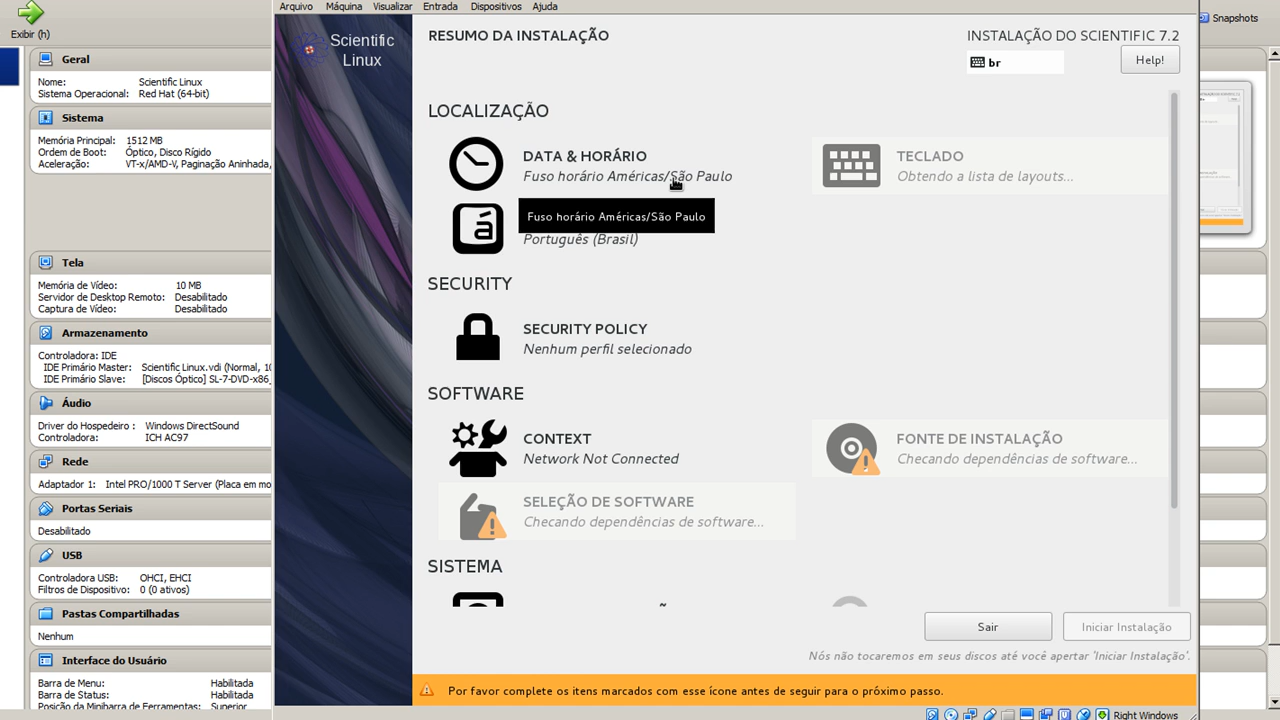 Arquivo Máquina Visualizar Entrada Dispositivos Ajuda
Exibir (h)
Snapshots
Geral
Nome: Scientific Linux
Sistema Operacional: Red Hat (64-bit)
Sistema
Memória Principal: 1512 MB
Ordem de Boot: Óptico, Disco Rígido
Aceleração: VT-x/AMD-V, Paginação Aninhada,
Tela
Memória de Vídeo: 10 MB
Servidor de Desktop Remoto: Desabilitado
Captura de Vídeo: Desabilitado
Armazenamento
Controladora: IDE
IDE Primário Master: Scientific Linux.vdi (Normal, 10
IDE Primário Slave: [Discos Óptico] SL-7-DVD-x86_
Áudio
Driver do Hospedeiro : Windows DirectSound
Controladora: ICH AC97
Rede
Adaptador 1: Intel PRO/1000 T Server (Placa em mo
Portas Seriais
Desabilitado
USB
Controladora USB: OHCI, EHCI
Filtros de Dispositivo: 0 (0 ativos)
Pastas Compartilhadas
Nenhum
Interface do Usuário
Barra de Menu: Habilitada
Barra de Status: Habilitada
Posição da Minibarra de Ferramentas: Superior
Scientific
Linux
RESUMO DA INSTALAÇÃO
INSTALAÇÃO DO SCIENTIFIC 7.2
br
Help!
LOCALIZAÇÃO
DATA & HORÁRIO
Fuso horário Américas/São Paulo
TECLADO
Obtendo a lista de layouts...
Fuso horário Américas/São Paulo
Português (Brasil)
SECURITY
SECURITY POLICY
Nenhum perfil selecionado
SOFTWARE
CONTEXT
Network Not Connected
FONTE DE INSTALAÇÃO
Checando dependências de software...
SELEÇÃO DE SOFTWARE
Checando dependências de software...
SISTEMA
Sair
Iniciar Instalação
Nós não tocaremos em seus discos até você apertar 'Iniciar Instalação'.
Por favor complete os itens marcados com esse ícone antes de seguir para o próximo passo.
Right Windows